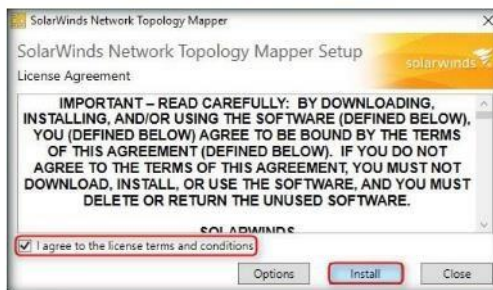 SolarWinds Network Topology Mapper
SolarWinds Network Topology Mapper Setup
solarwinds
License Agreement
IMPORTANT – READ CAREFULLY: BY DOWNLOADING,
INSTALLING, AND/OR USING THE SOFTWARE (DEFINED BELOW),
YOU (DEFINED BELOW) AGREE TO BE BOUND BY THE TERMS
OF THIS AGREEMENT (DEFINED BELOW). IF YOU DO NOT
AGREE TO THE TERMS OF THIS AGREEMENT, YOU MUST NOT
DOWNLOAD, INSTALL, OR USE THE SOFTWARE, AND YOU MUST
DELETE OR RETURN THE UNUSED SOFTWARE.
SOLARWINDS
I agree to the license terms and conditions
Options Install Close